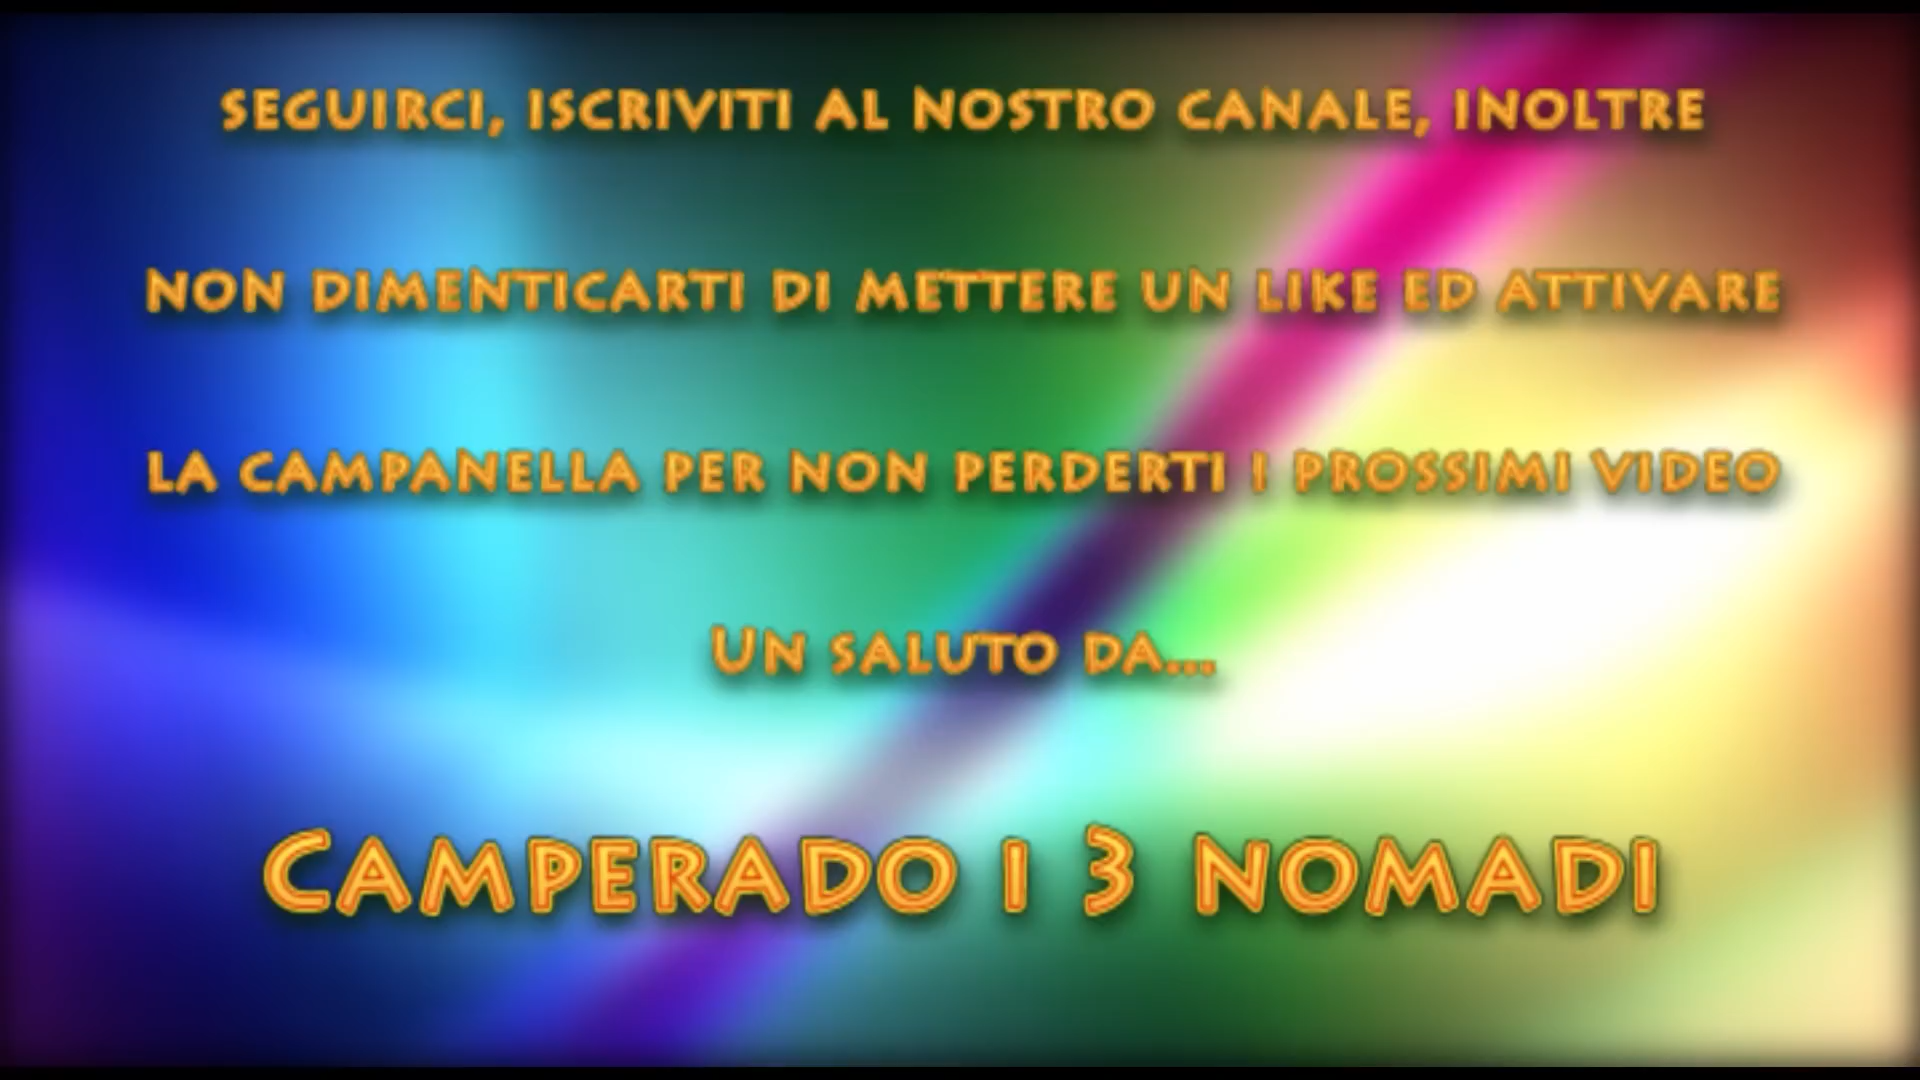 SEGUIRCI, ISCRIVITI AL NOSTRO CANALE, INOLTRE
NON DIMENTICARTI DI METTERE UN LIKE ED ATTIVARE
LA CAMPANELLA PER NON PERDERTI I PROSSIMI VIDEO
UN SALUTO DA...
CAMPERADO I 3 NOMADI